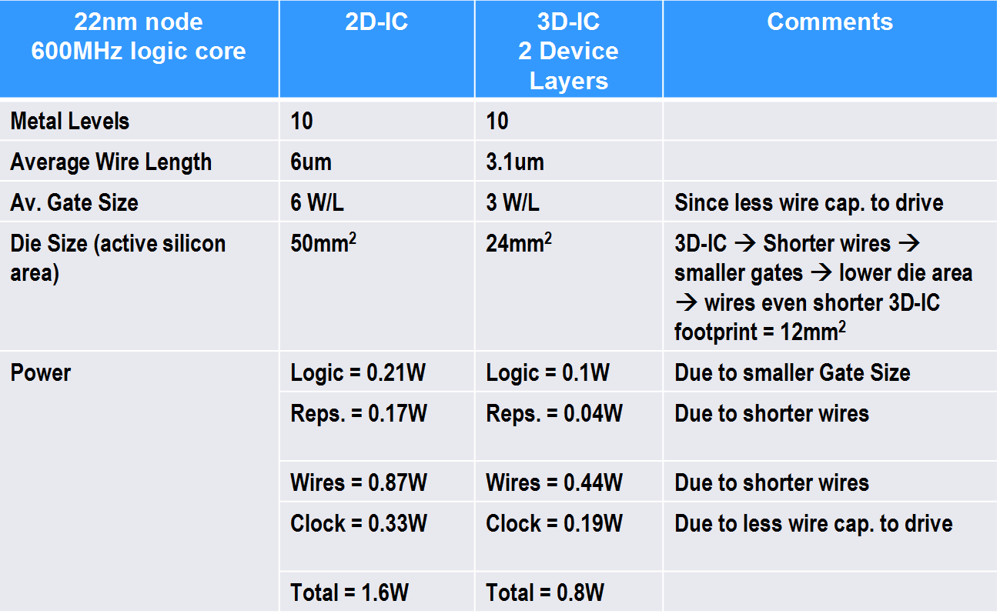 22nm node
600MHz logic core
2D-IC
3D-IC
2 Device
Layers
Comments
Metal Levels
10
10
Average Wire Length
6um
3.1um
Av. Gate Size
6 W/L
3 W/L
Since less wire cap. to drive
Die Size (active silicon
area)
50mm²
24mm²
3D-IC → Shorter wires →
smaller gates → lower die area
→ wires even shorter 3D-IC
footprint = 12mm²
Power
Logic = 0.21W
Logic = 0.1W
Due to smaller Gate Size
Reps. = 0.17W
Reps. = 0.04W
Due to shorter wires
Wires = 0.87W
Wires = 0.44W
Due to shorter wires
Clock = 0.33W
Clock = 0.19W
Due to less wire cap. to drive
Total = 1.6W
Total = 0.8W